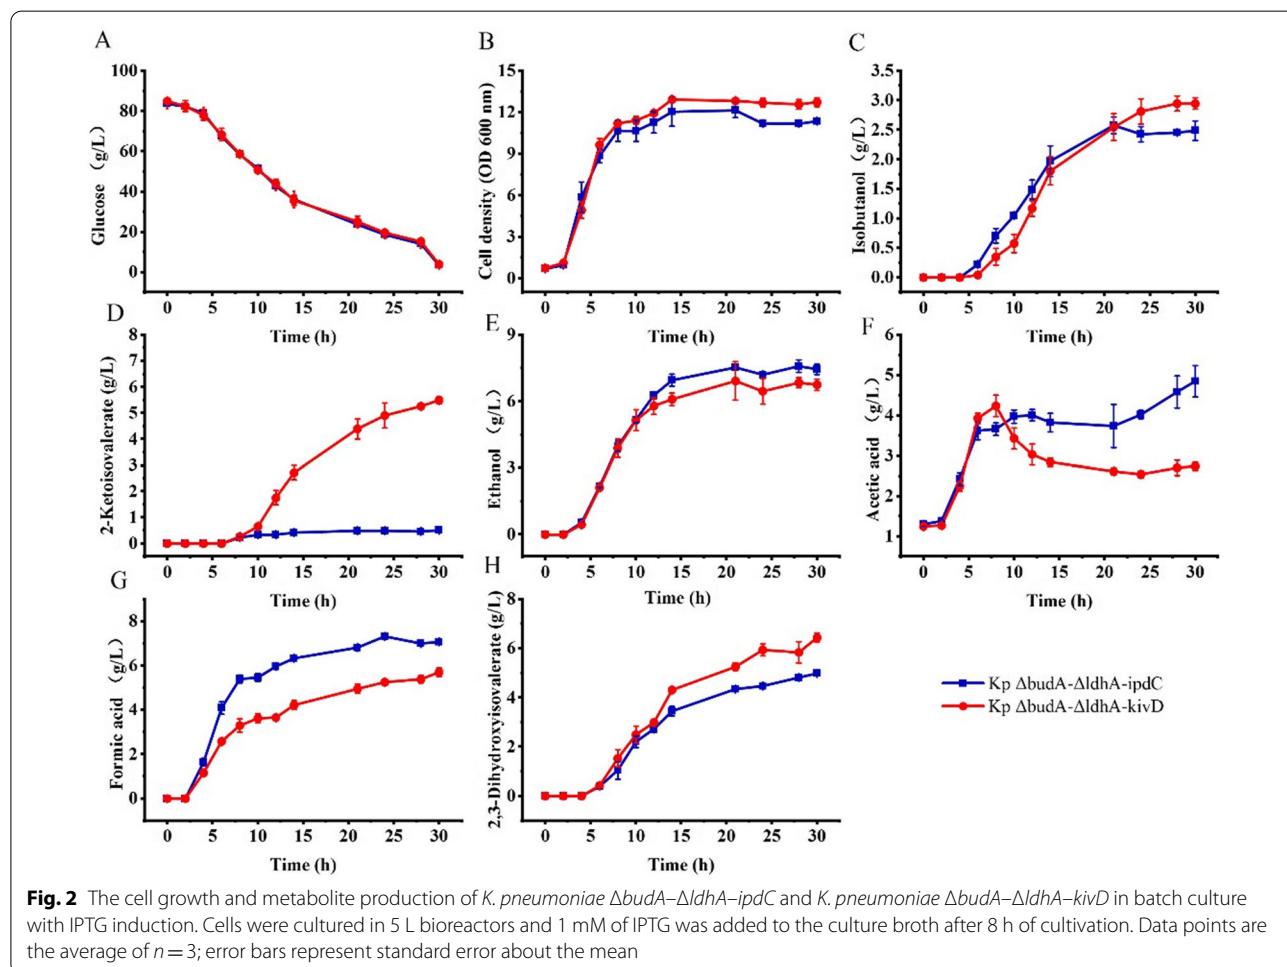 A
B
C
100
80
60
40
20
0
Glucose (g/L)
0 5 10 15 20 25 30
Time (h)
15
12
9
6
3
0
Cell density (OD 600 nm)
0 5 10 15 20 25 30
Time (h)
3.5
3.0
2.5
2.0
1.5
1.0
0.5
0.0
Isobutanol (g/L)
0 5 10 15 20 25 30
Time (h)
D
E
F
8
7
6
5
4
3
2
1
0
2-Ketoisovalerate (g/L)
0 5 10 15 20 25 30
Time (h)
9
6
3
0
Ethanol (g/L)
0 5 10 15 20 25 30
Time (h)
6
5
4
3
2
1
Acetic acid (g/L)
0 5 10 15 20 25 30
Time (h)
G
H
8
6
4
2
0
Formic acid (g/L)
0 5 10 15 20 25 30
Time (h)
8
6
4
2
0
2,3-Dihydroxyisovalerate (g/L)
0 5 10 15 20 25 30
Time (h)
Kp ΔbudA-ΔldhA-ipdC
Kp ΔbudA-ΔldhA-kivD
Fig. 2 The cell growth and metabolite production of K. pneumoniae ΔbudA–ΔldhA–ipdC and K. pneumoniae ΔbudA–ΔldhA–kivD in batch culture
with IPTG induction. Cells were cultured in 5 L bioreactors and 1 mM of IPTG was added to the culture broth after 8 h of cultivation. Data points are
the average of n = 3; error bars represent standard error about the mean